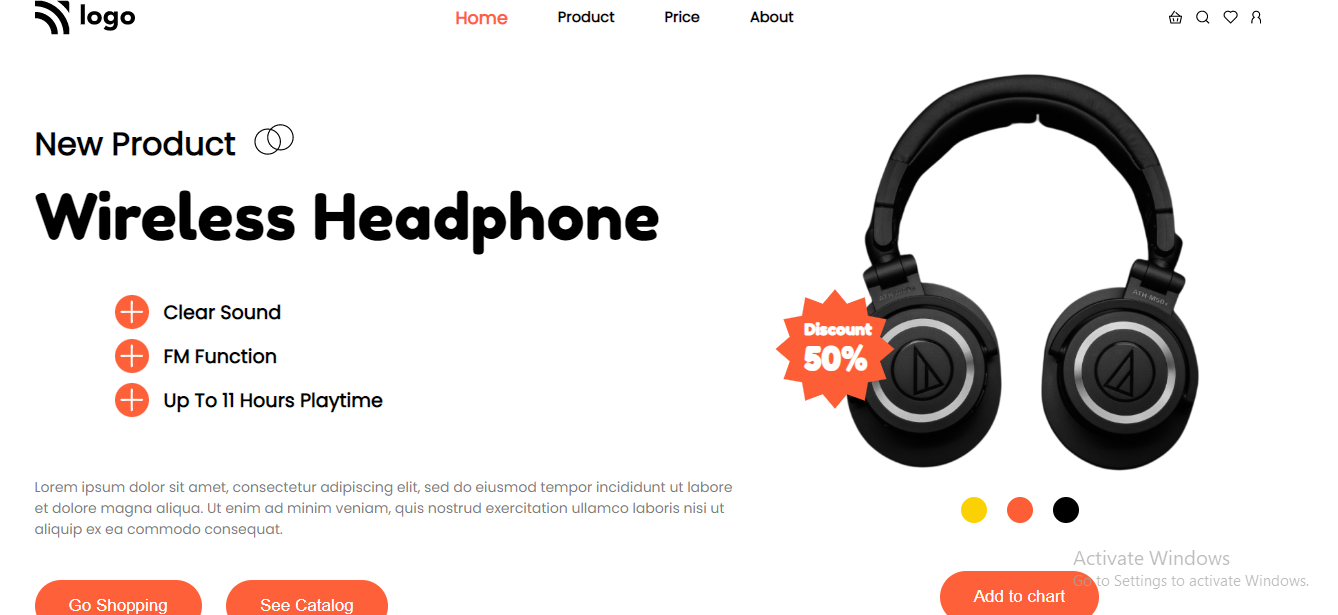 logo
Home
Product
Price
About
New Product
Wireless Headphone
Clear Sound
FM Function
Up To 11 Hours Playtime
Discount
50%
ATH-M50x
Lorem ipsum dolor sit amet, consectetur adipiscing elit, sed do eiusmod tempor incididunt ut labore
et dolore magna aliqua. Ut enim ad minim veniam, quis nostrud exercitation ullamco laboris nisi ut
aliquip ex ea commodo consequat.
Go Shopping
See Catalog
Add to chart
Activate Windows
Go to Settings to activate Windows.